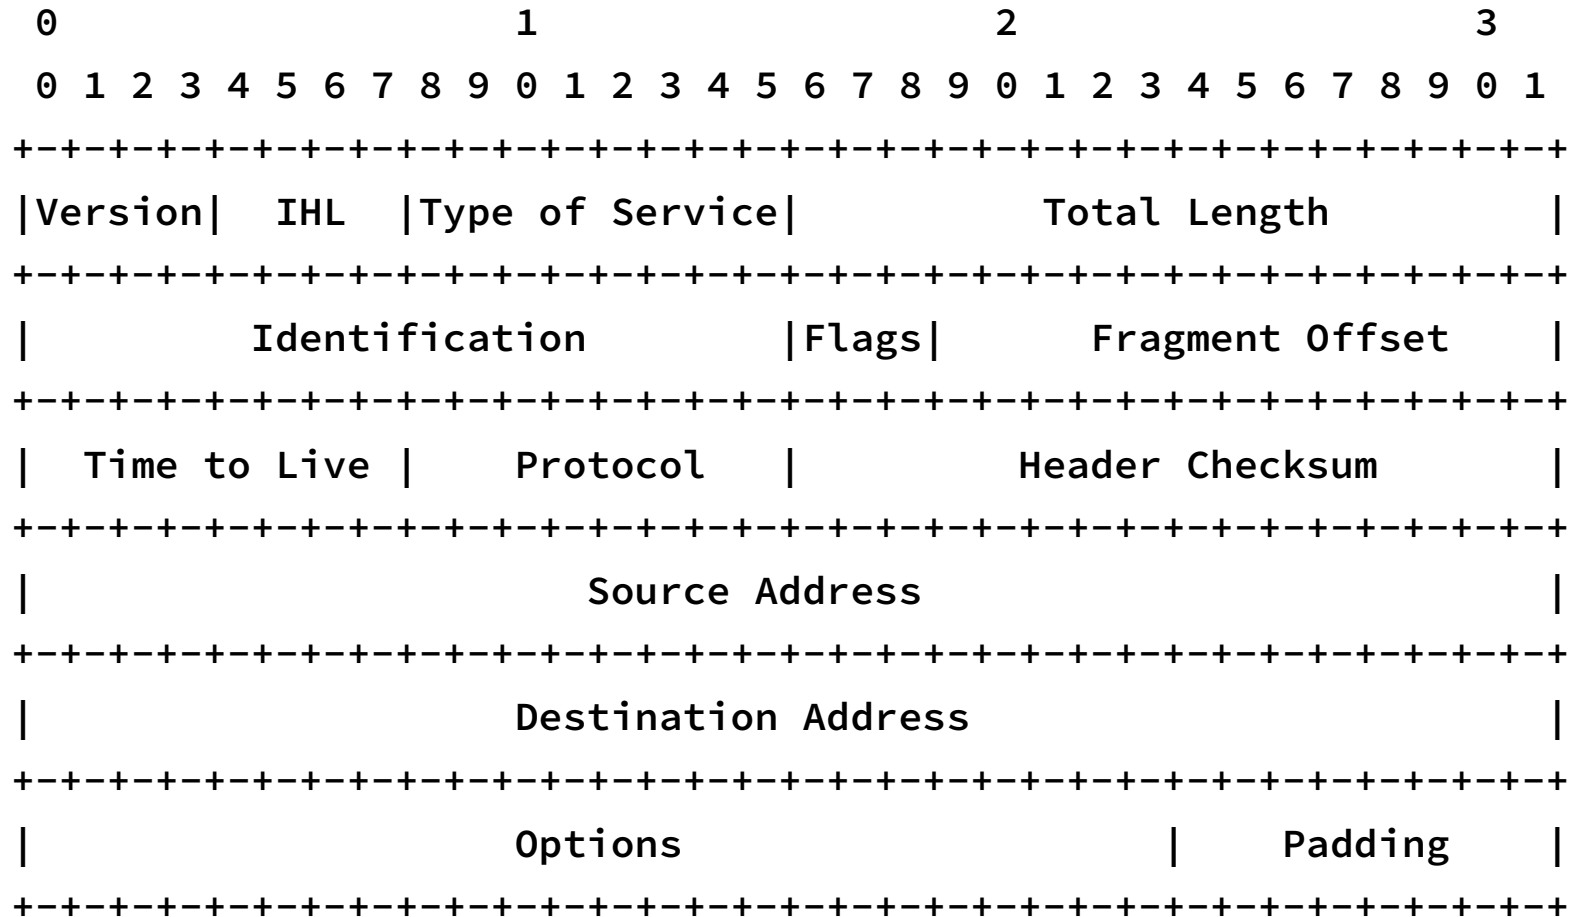 0                   1                   2                   3
 0 1 2 3 4 5 6 7 8 9 0 1 2 3 4 5 6 7 8 9 0 1 2 3 4 5 6 7 8 9 0 1
+-+-+-+-+-+-+-+-+-+-+-+-+-+-+-+-+-+-+-+-+-+-+-+-+-+-+-+-+-+-+-+-+
|Version|  IHL  |Type of Service|          Total Length         |
+-+-+-+-+-+-+-+-+-+-+-+-+-+-+-+-+-+-+-+-+-+-+-+-+-+-+-+-+-+-+-+-+
|         Identification        |Flags|      Fragment Offset    |
+-+-+-+-+-+-+-+-+-+-+-+-+-+-+-+-+-+-+-+-+-+-+-+-+-+-+-+-+-+-+-+-+
|  Time to Live |    Protocol   |         Header Checksum       |
+-+-+-+-+-+-+-+-+-+-+-+-+-+-+-+-+-+-+-+-+-+-+-+-+-+-+-+-+-+-+-+-+
|                       Source Address                          |
+-+-+-+-+-+-+-+-+-+-+-+-+-+-+-+-+-+-+-+-+-+-+-+-+-+-+-+-+-+-+-+-+
|                    Destination Address                        |
+-+-+-+-+-+-+-+-+-+-+-+-+-+-+-+-+-+-+-+-+-+-+-+-+-+-+-+-+-+-+-+-+
|                    Options                    |    Padding    |
+-+-+-+-+-+-+-+-+-+-+-+-+-+-+-+-+-+-+-+-+-+-+-+-+-+-+-+-+-+-+-+-+